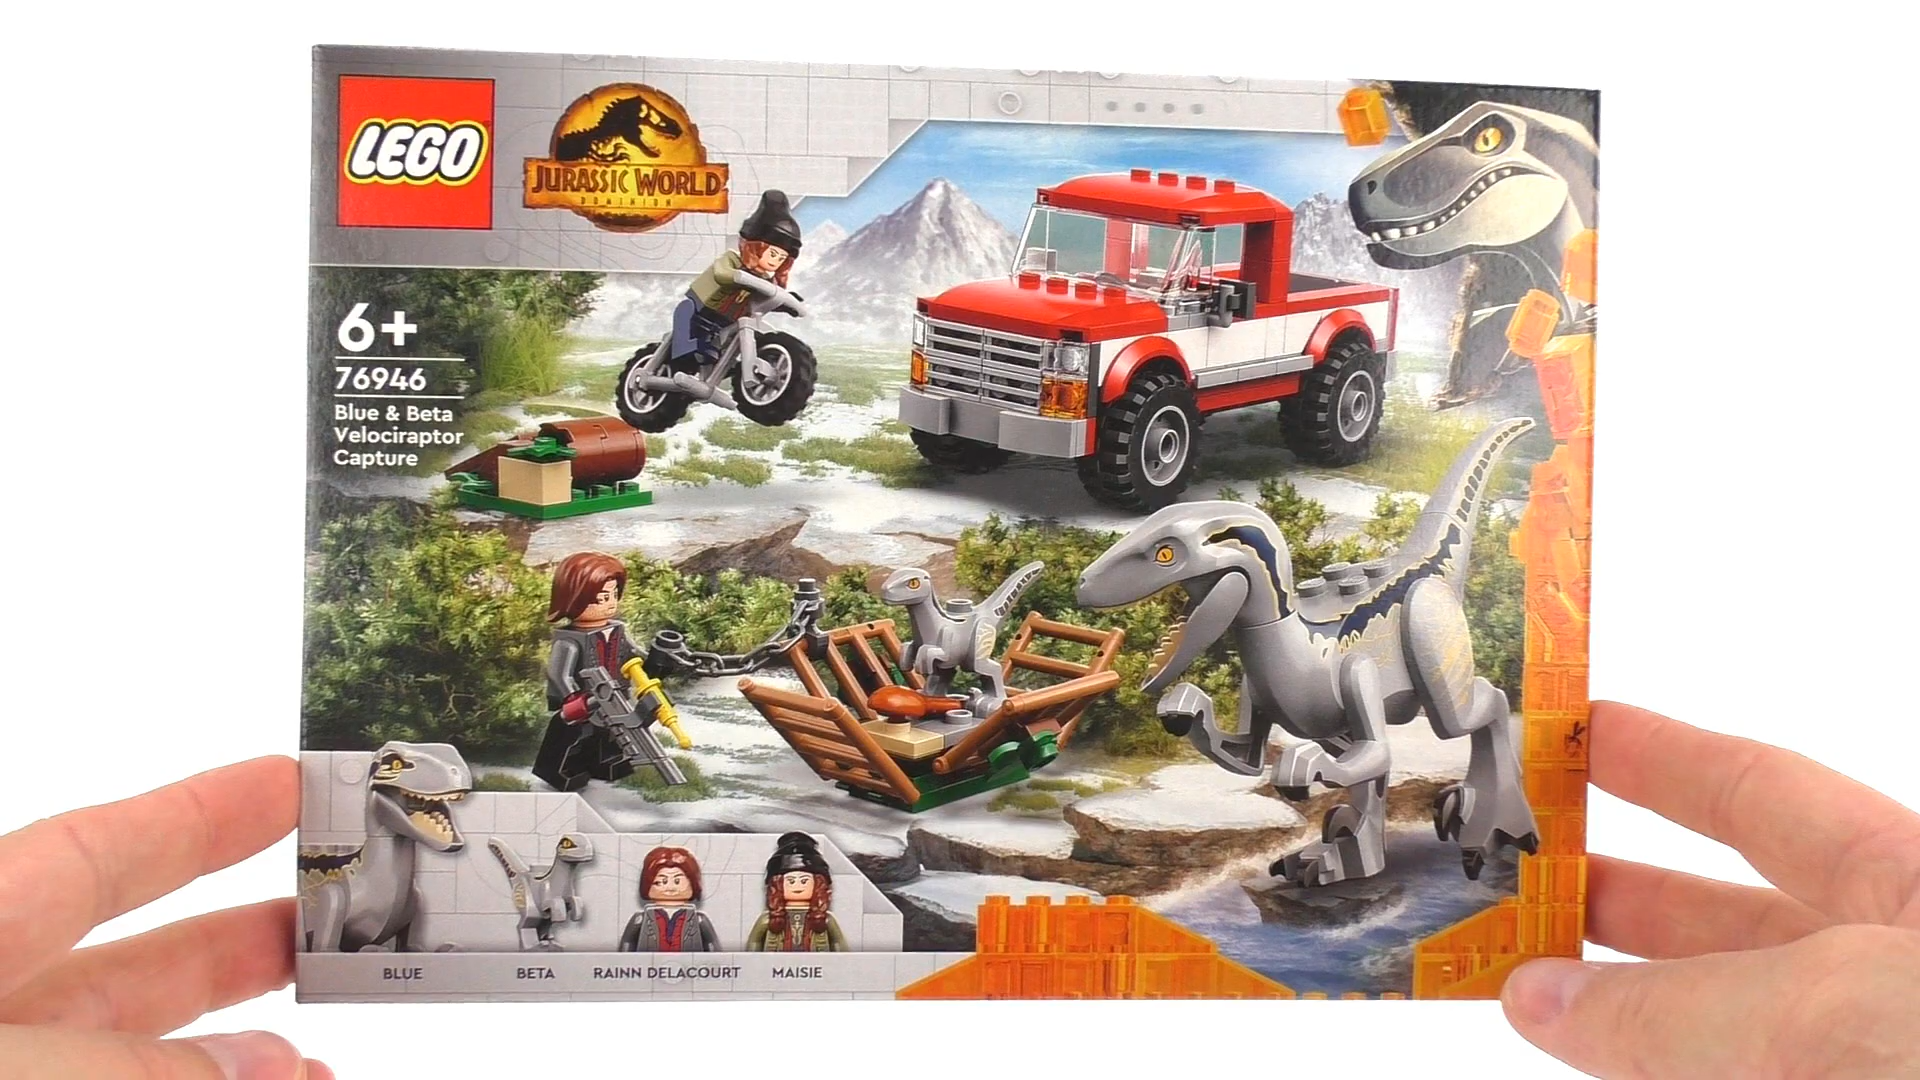 LEGO
JURASSIC WORLD
DOMINION
6+
76946
Blue & Beta
Velociraptor
Capture
BLUE
BETA
RAINN DELACOURT
MAISIE